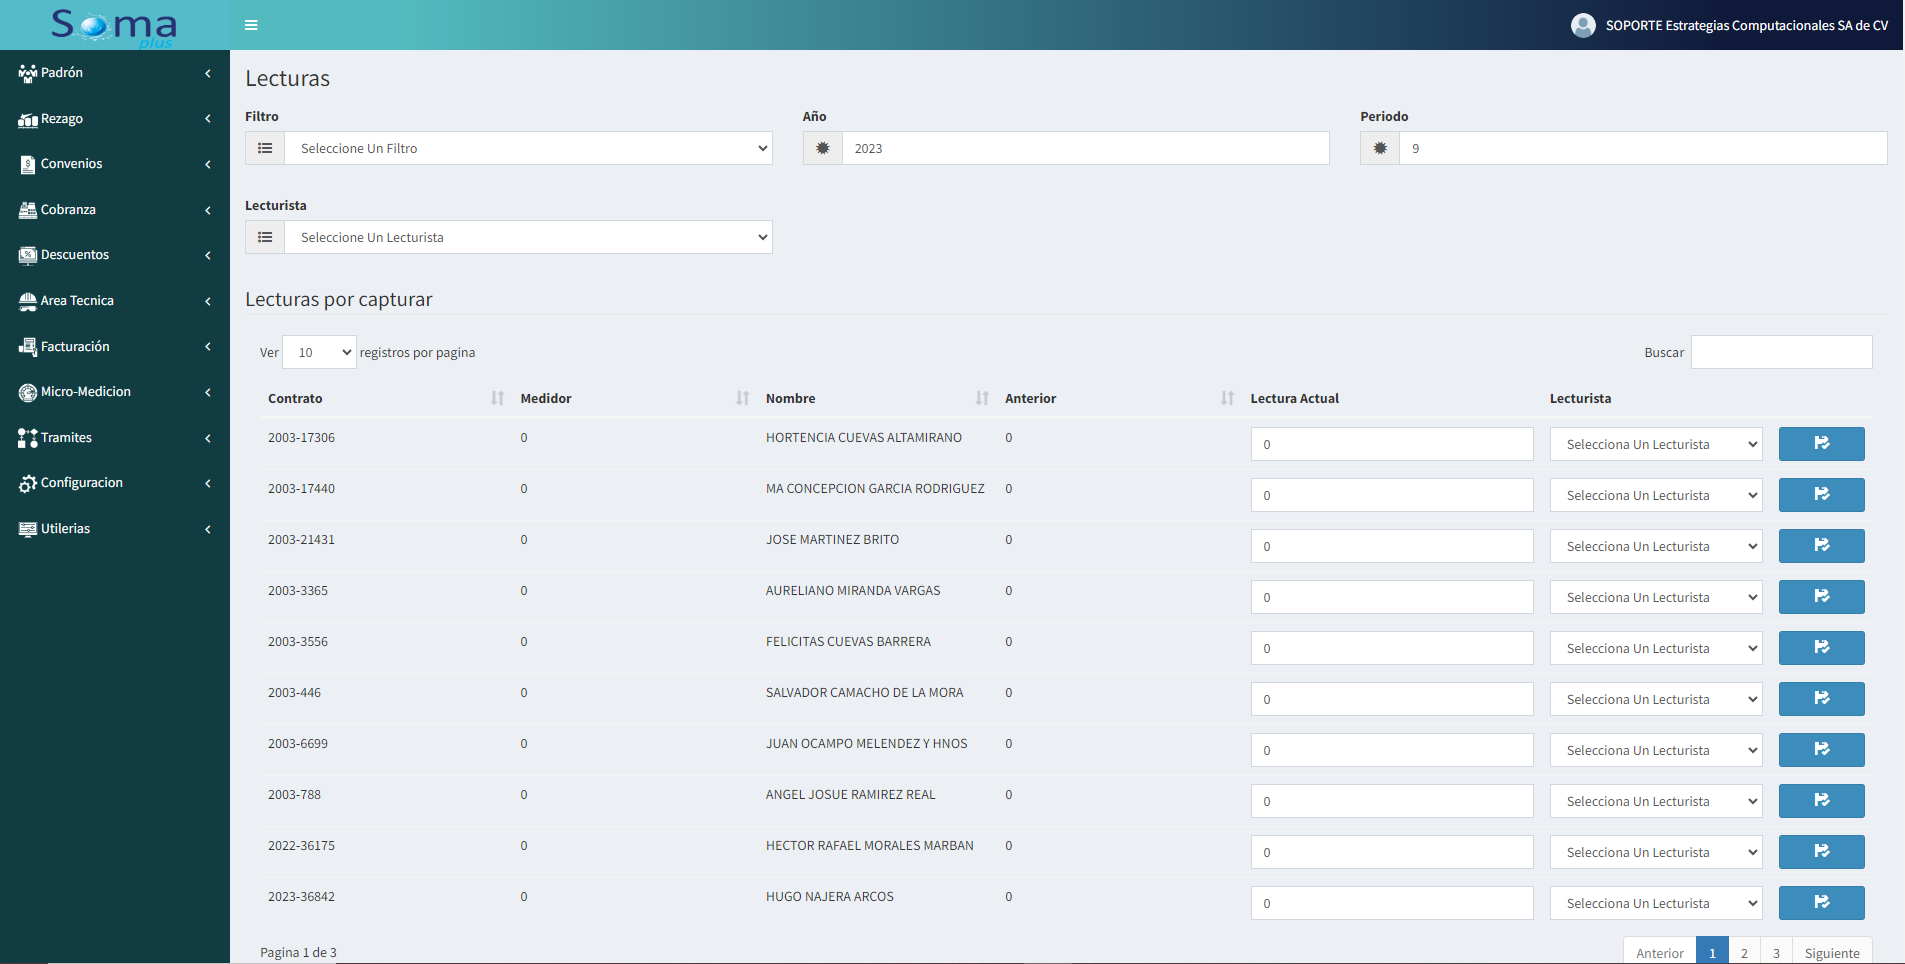 Soma plus
SOPORTE Estrategias Computacionales SA de CV
Padrón
Rezago
Convenios
Cobranza
Descuentos
Area Tecnica
Facturación
Micro-Medicion
Tramites
Configuracion
Utilerias
Lecturas
Filtro Año Periodo
Seleccione Un Filtro 2023 9
Lecturista
Seleccione Un Lecturista
Lecturas por capturar
Ver 10 registros por pagina Buscar
Contrato Medidor Nombre Anterior Lectura Actual Lecturista
2003-17306 0 HORTENCIA CUEVAS ALTAMIRANO 0 0 Selecciona Un Lecturista
2003-17440 0 MA CONCEPCION GARCIA RODRIGUEZ 0 0 Selecciona Un Lecturista
2003-21431 0 JOSE MARTINEZ BRITO 0 0 Selecciona Un Lecturista
2003-3365 0 AURELIANO MIRANDA VARGAS 0 0 Selecciona Un Lecturista
2003-3556 0 FELICITAS CUEVAS BARRERA 0 0 Selecciona Un Lecturista
2003-446 0 SALVADOR CAMACHO DE LA MORA 0 0 Selecciona Un Lecturista
2003-6699 0 JUAN OCAMPO MELENDEZ Y HNOS 0 0 Selecciona Un Lecturista
2003-788 0 ANGEL JOSUE RAMIREZ REAL 0 0 Selecciona Un Lecturista
2022-36175 0 HECTOR RAFAEL MORALES MARBAN 0 0 Selecciona Un Lecturista
2023-36842 0 HUGO NAJERA ARCOS 0 0 Selecciona Un Lecturista
Pagina 1 de 3 Anterior 1 2 3 Siguiente